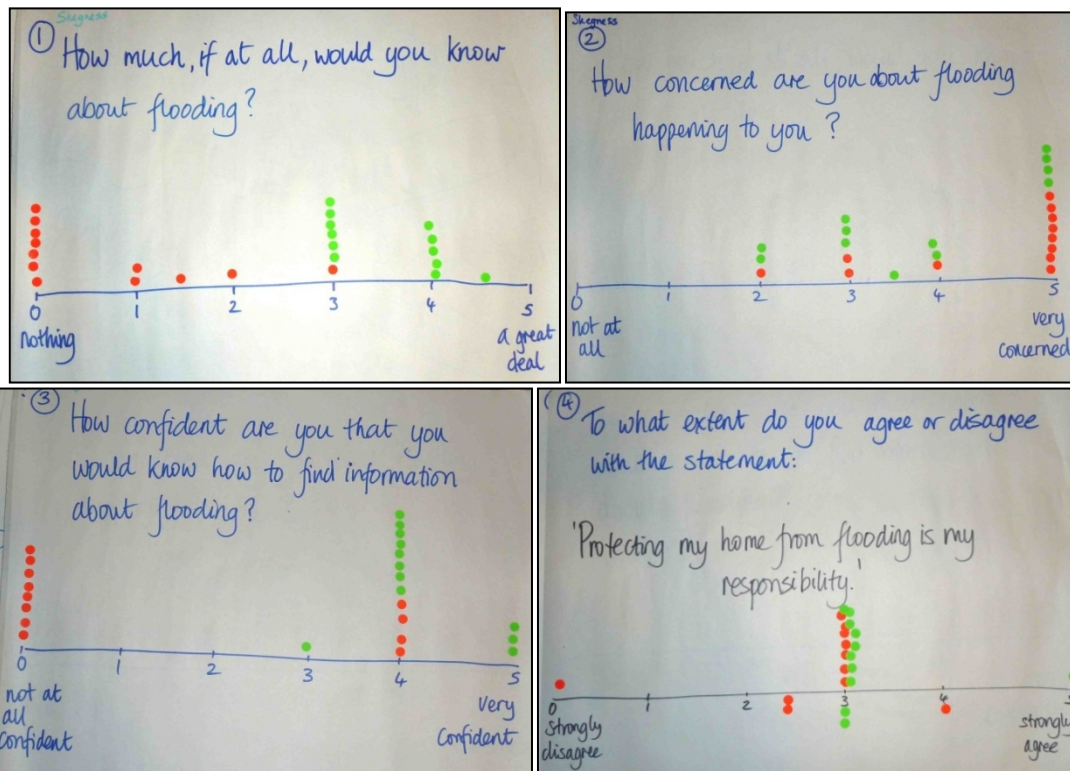 Skegness
①
How much, if at all, would you know
about flooding?
0 1 2 3 4 5
nothing
a great
deal
Skegness
②
How concerned are you about flooding
happening to you ?
0 1 2 3 4 5
not at
all
very
concerned
③
How confident are you that you
would know how to find information
about flooding?
0 1 2 3 4 5
not at
all
confident
Very
Confident
④
To what extent do you agree or disagree
with the statement:
'Protecting my home from flooding is my
responsibility.'
0 1 2 3 4 5
Strongly
disagree
strongly
agree